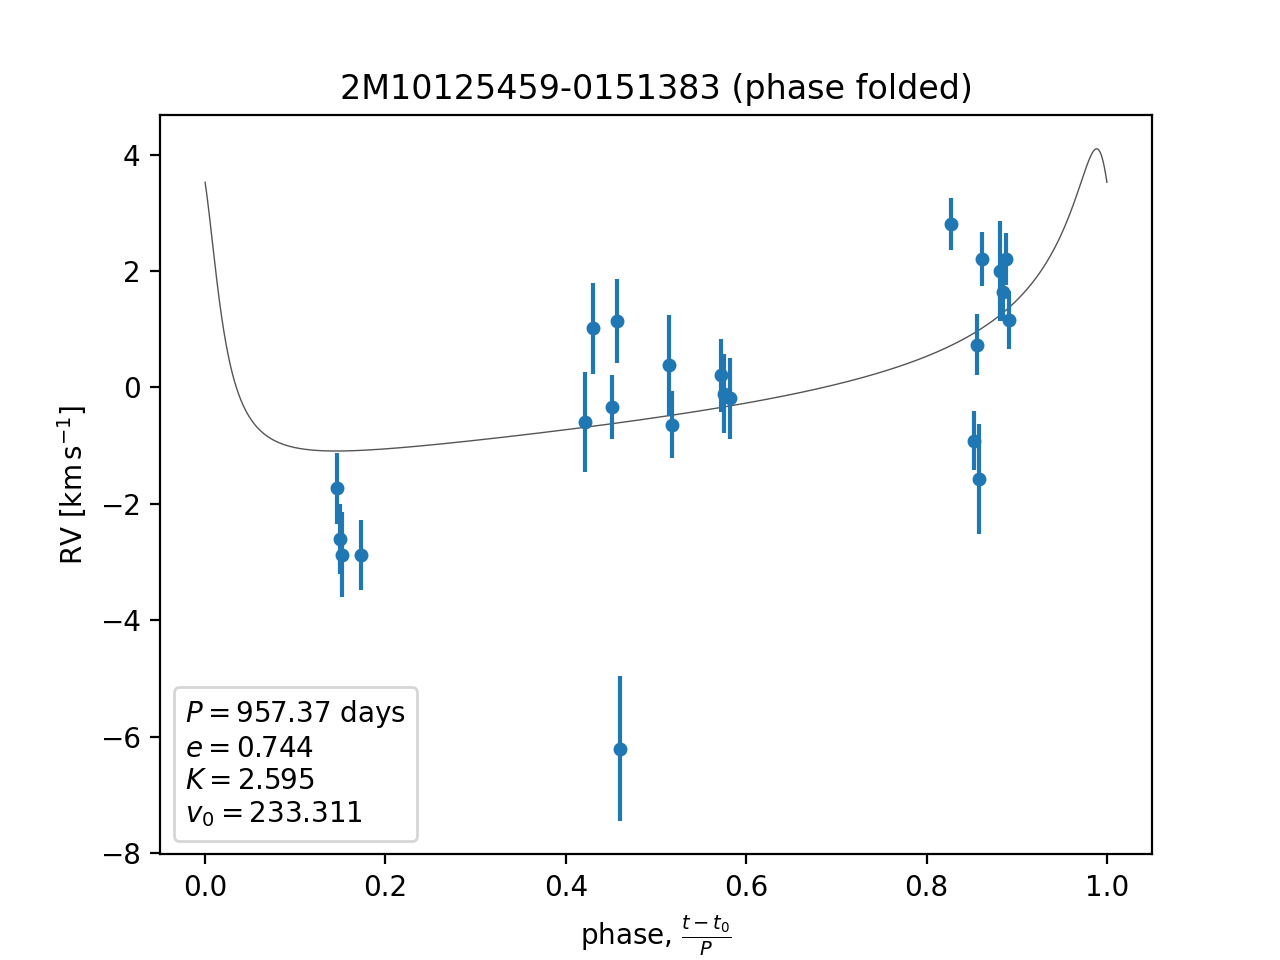 2M10125459-0151383 (phase folded)
RV [km s⁻¹]
4
2
0
−2
−4
−6
−8
P = 957.37 days
e = 0.744
K = 2.595
v₀ = 233.311
0.0 0.2 0.4 0.6 0.8 1.0
phase, (t − t₀)/P